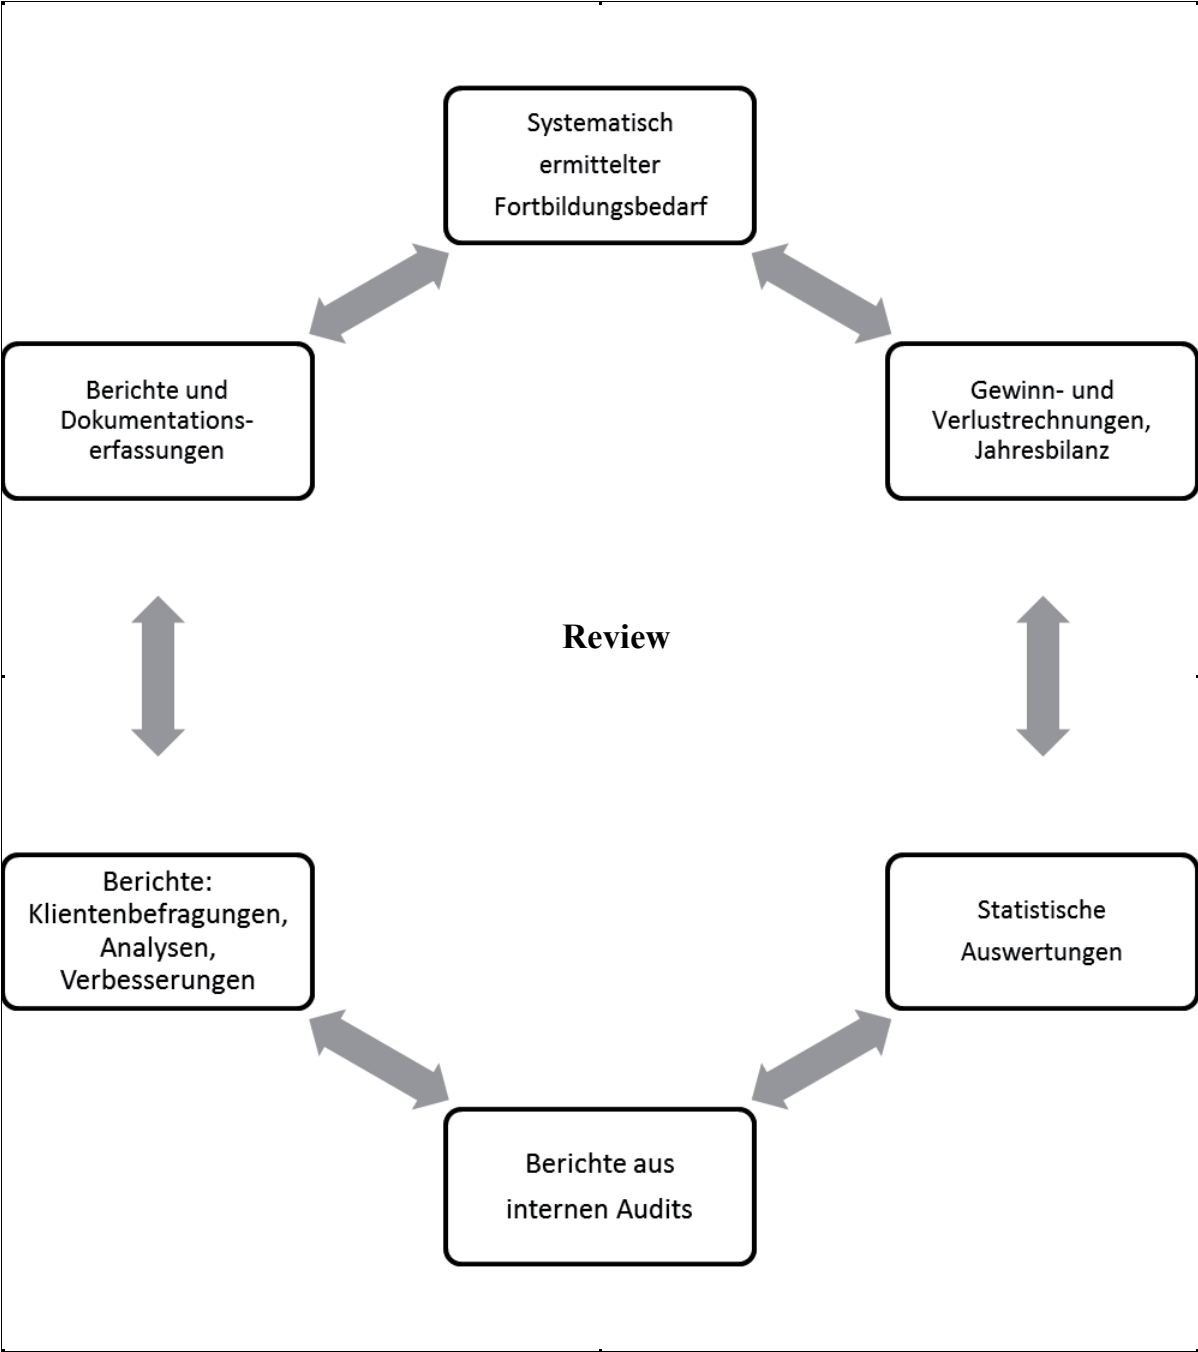 Systematisch
ermittelter
Fortbildungsbedarf
Berichte und
Dokumentations-
erfassungen
Gewinn- und
Verlustrechnungen,
Jahresbilanz
Review
Berichte:
Klientenbefragungen,
Analysen,
Verbesserungen
Statistische
Auswertungen
Berichte aus
internen Audits